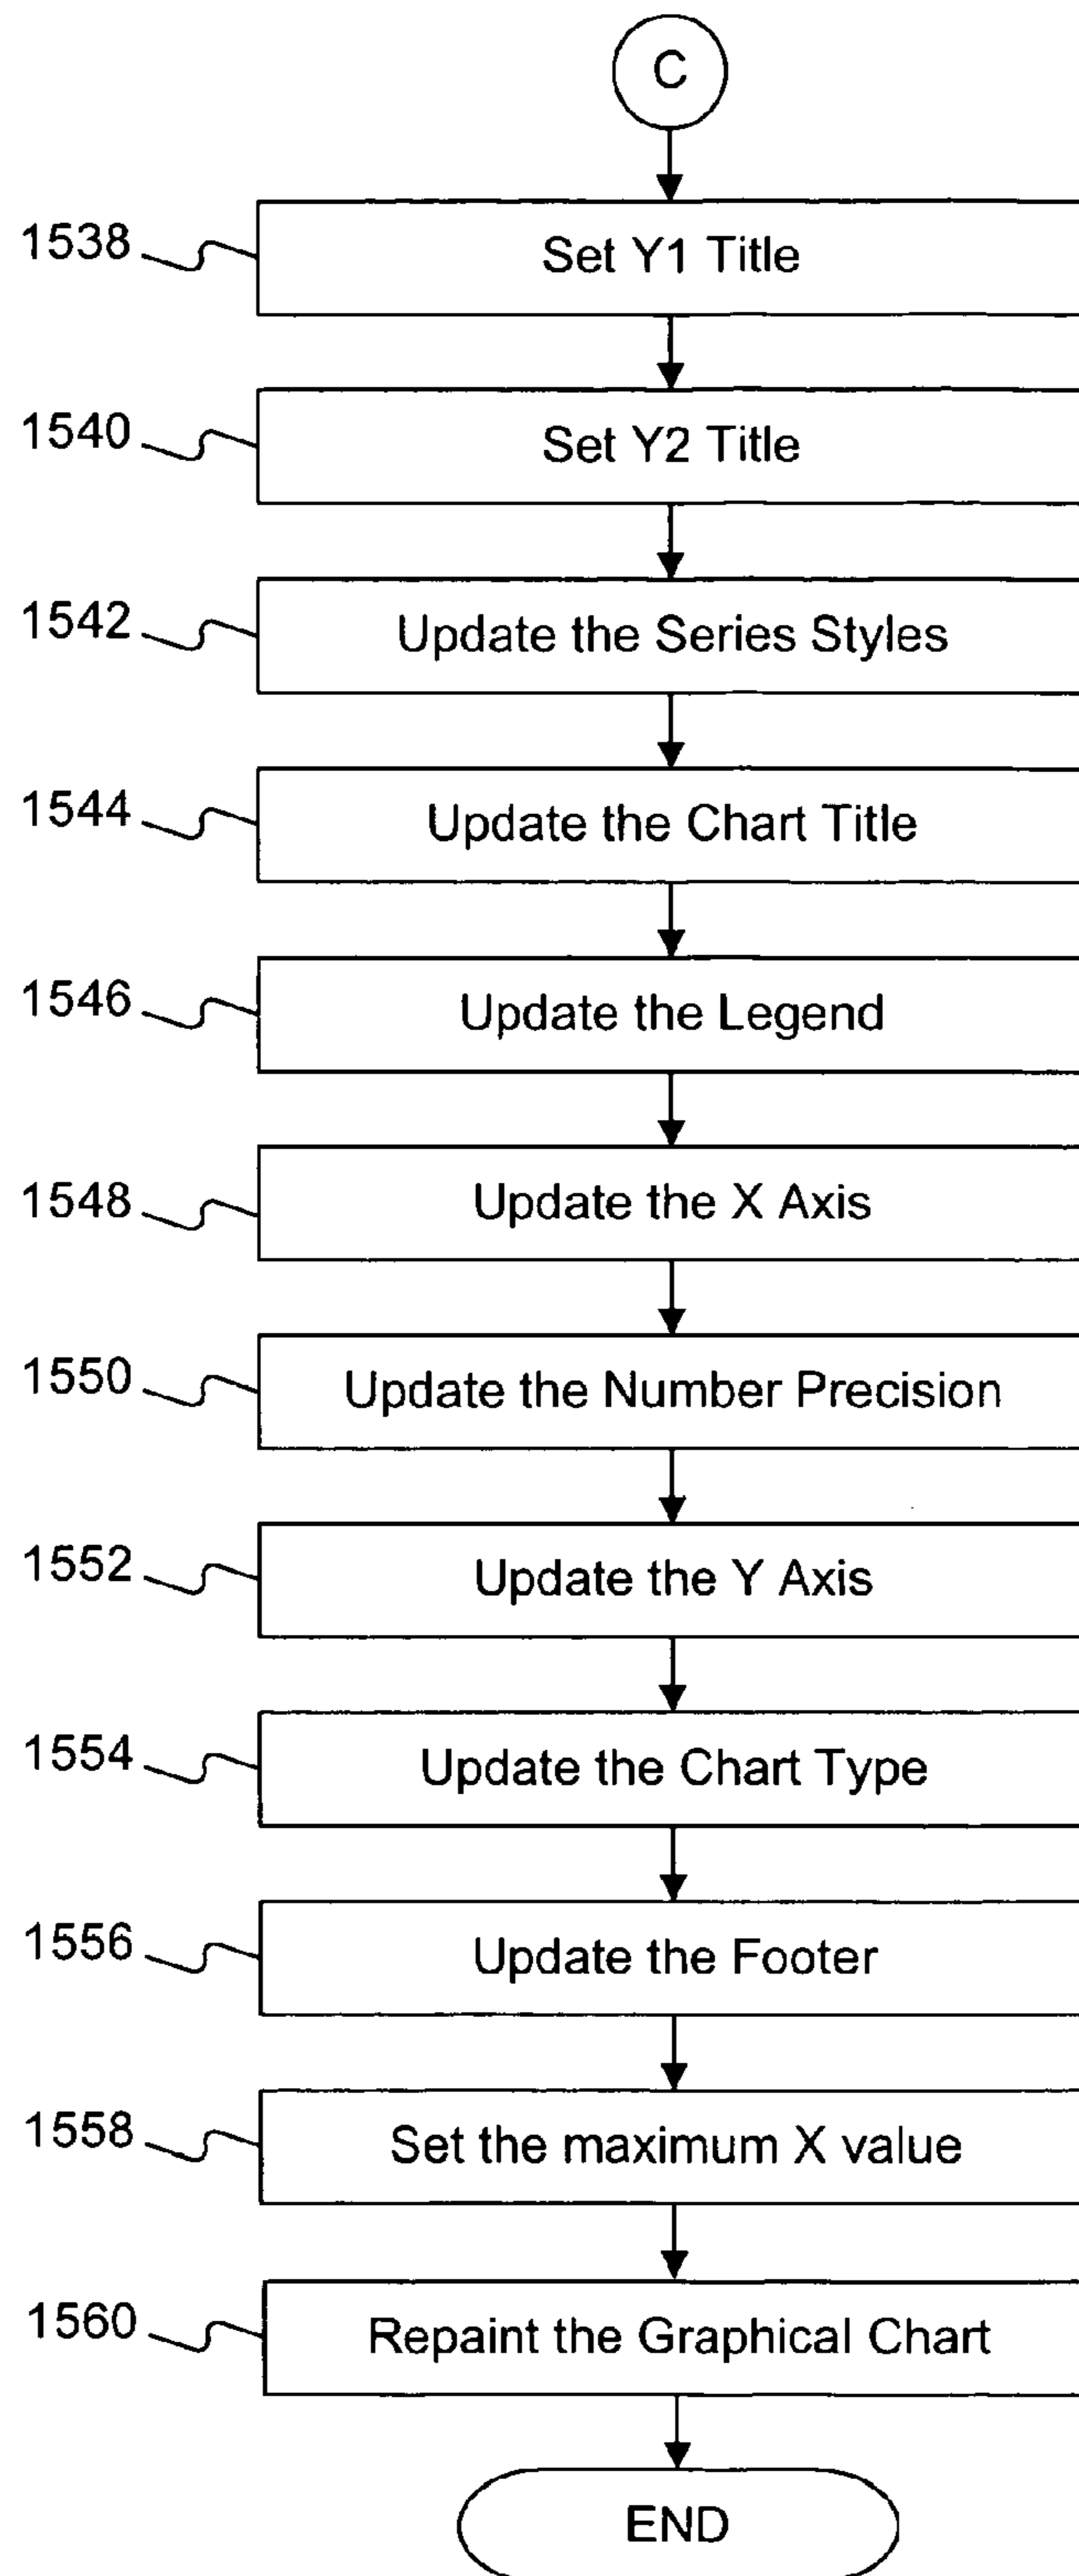 C
1538 Set Y1 Title
1540 Set Y2 Title
1542 Update the Series Styles
1544 Update the Chart Title
1546 Update the Legend
1548 Update the X Axis
1550 Update the Number Precision
1552 Update the Y Axis
1554 Update the Chart Type
1556 Update the Footer
1558 Set the maximum X value
1560 Repaint the Graphical Chart
END